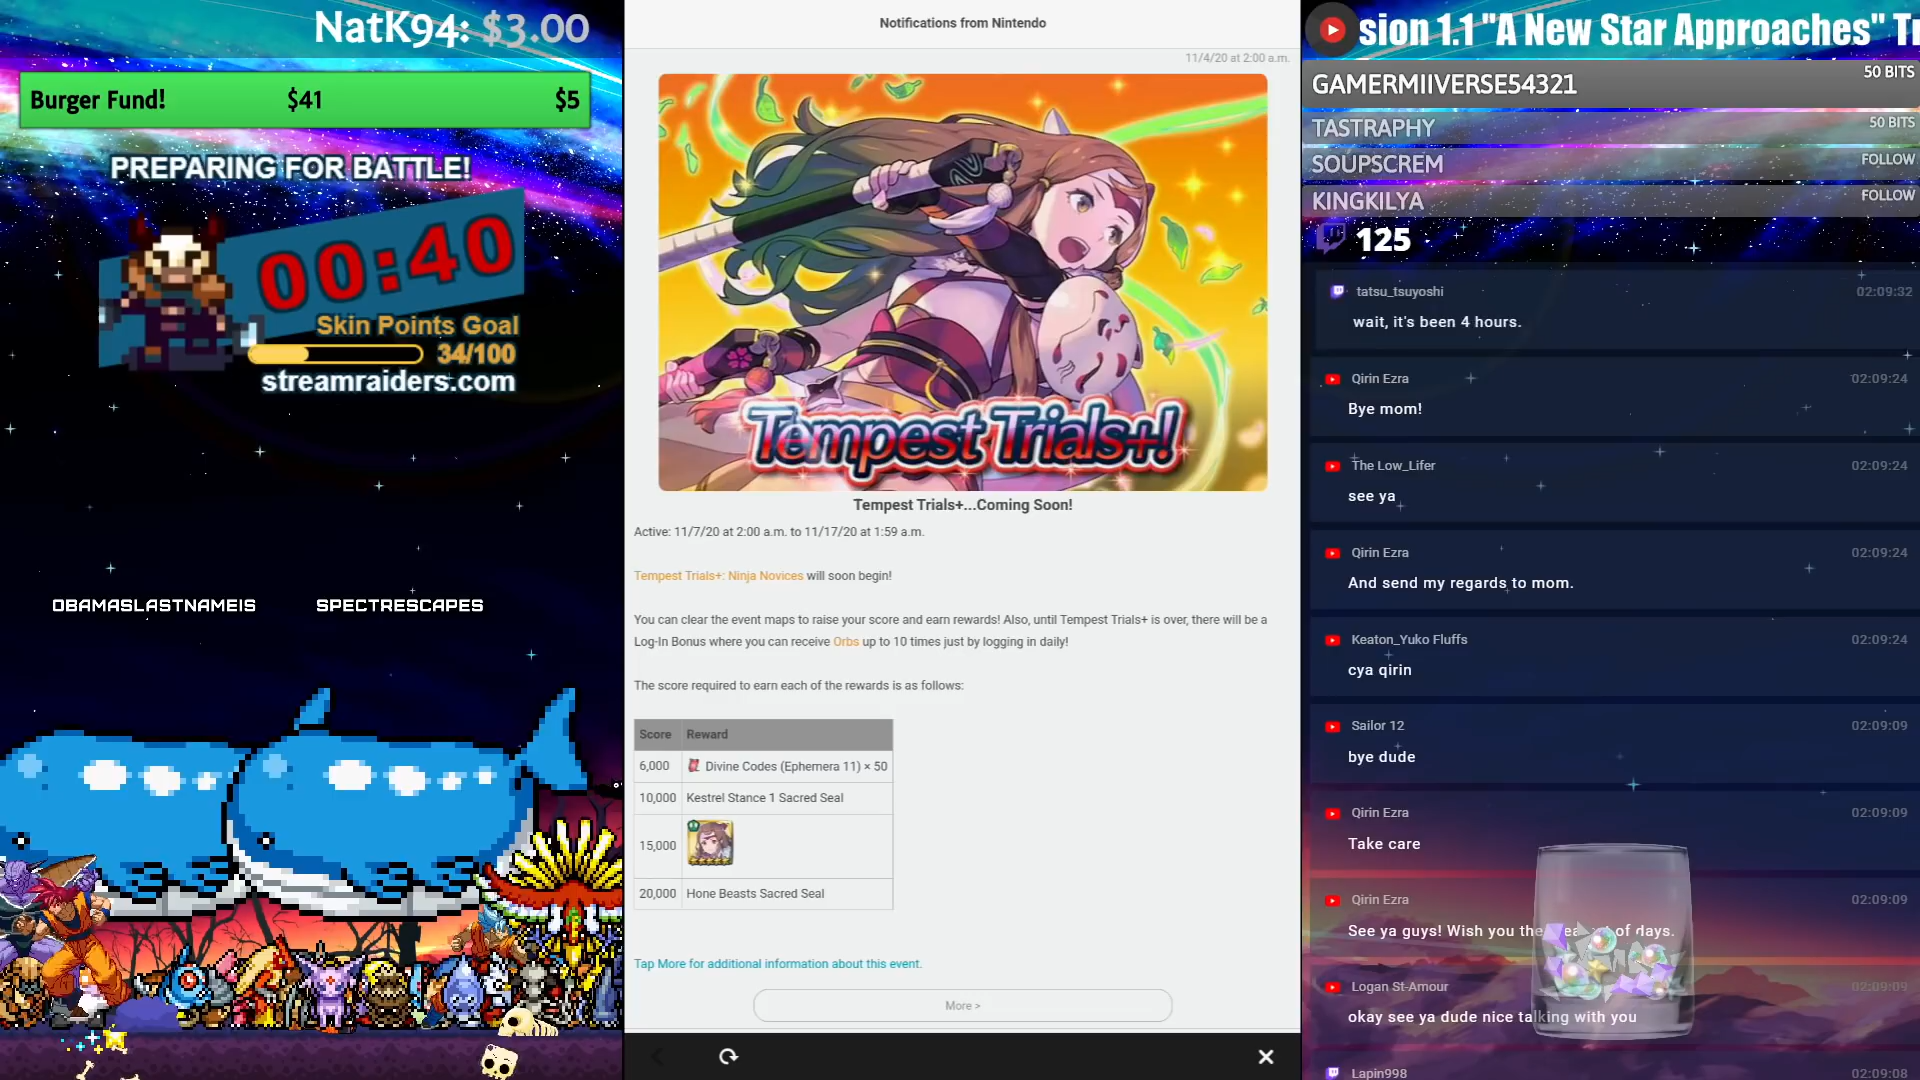 NatK94: $3.00
Burger Fund! $41 $5
PREPARING FOR BATTLE!
00:40
Skin Points Goal
34/100
streamraiders.com
OBAMASLASTNAMEIS SPECTRESCAPES
Notifications from Nintendo
11/4/20 at 2:00 a.m.
Tempest Trials+!
Tempest Trials+...Coming Soon!
Active: 11/7/20 at 2:00 a.m. to 11/17/20 at 1:59 a.m.
Tempest Trials+: Ninja Novices will soon begin!
You can clear the event maps to raise your score and earn rewards! Also, until Tempest Trials+ is over, there will be a
Log-In Bonus where you can receive Orbs up to 10 times just by logging in daily!
The score required to earn each of the rewards is as follows:
Score Reward
6,000 Divine Codes (Ephemera 11) × 50
10,000 Kestrel Stance 1 Sacred Seal
15,000
20,000 Hone Beasts Sacred Seal
Tap More for additional information about this event.
More >
sion 1.1 "A New Star Approaches" Tr
GAMERMIIVERSE54321 50 BITS
TASTRAPHY 50 BITS
SOUPSCREM FOLLOW
KINGKILYA FOLLOW
125
tatsu_tsuyoshi 02:09:32
wait, it's been 4 hours.
Qirin Ezra 02:09:24
Bye mom!
The Low_Lifer 02:09:24
see ya
Qirin Ezra 02:09:24
And send my regards to mom.
Keaton_Yuko Fluffs 02:09:24
cya qirin
Sailor 12 02:09:09
bye dude
Qirin Ezra 02:09:09
Take care
Qirin Ezra 02:09:09
See ya guys! Wish you the of days.
Logan St-Amour 02:09:09
okay see ya dude nice talking with you
Lapin998 02:09:08